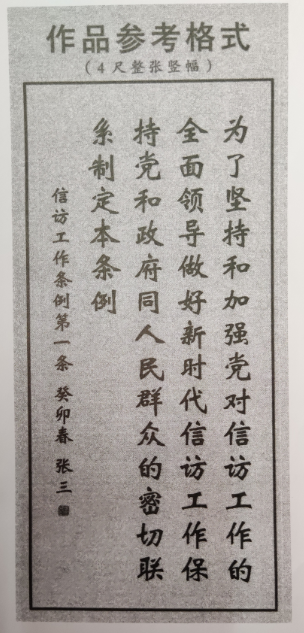 作品参考格式
(4尺整张竖幅)
为了坚持和加强党对信访工作的
全面领导做好新时代信访工作保
持党和政府同人民群众的密切联
系制定本条例
信访工作条例第一条 癸卯春 张三